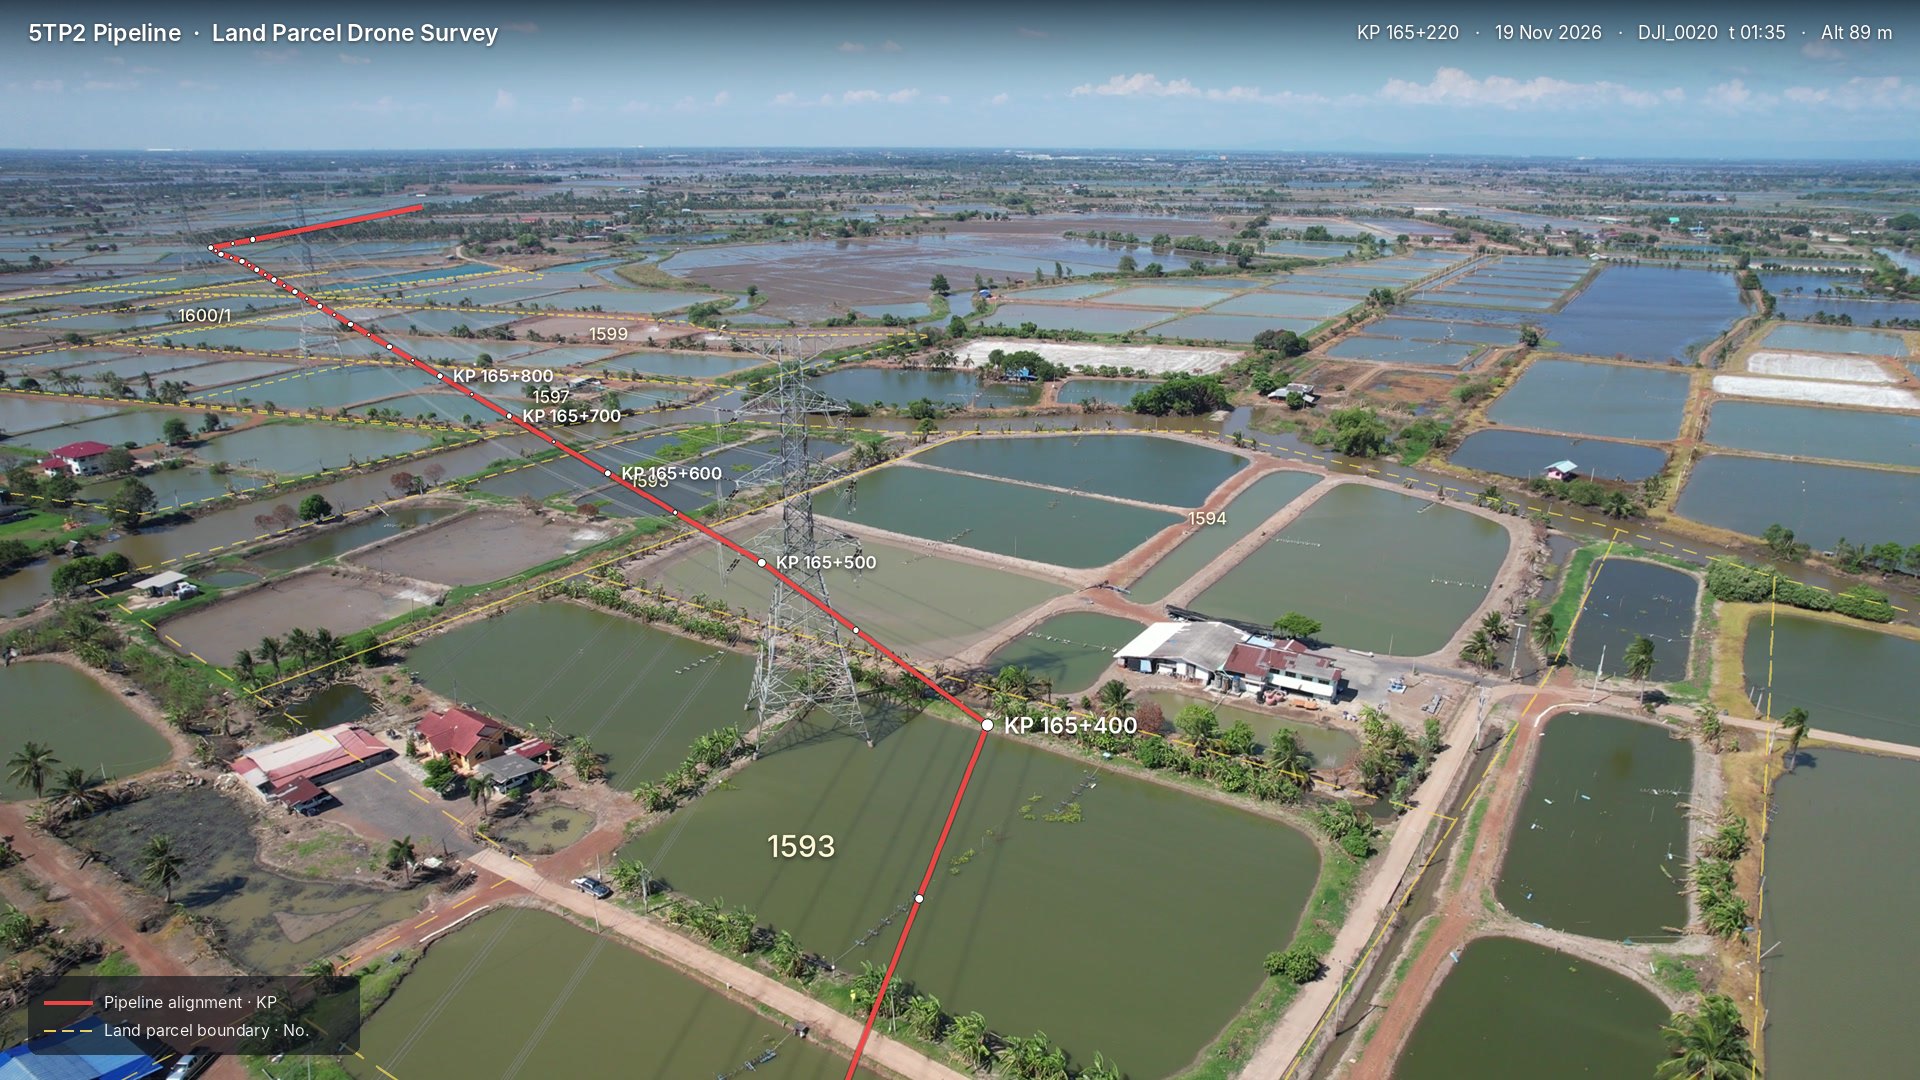 5TP2 Pipeline · Land Parcel Drone Survey
KP 165+220 · 19 Nov 2026 · DJI_0020 t 01:35 · Alt 89 m
1600/1
1599
KP 165+800
1597
KP 165+700
KP 165+600
1595
1594
KP 165+500
KP 165+400
1593
Pipeline alignment · KP
Land parcel boundary · No.